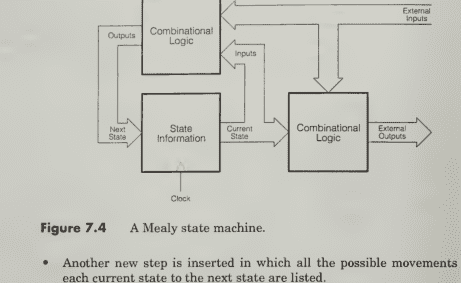 External
Inputs
Outputs
Combinational
Logic
Inputs
Next
State
State
Information
Current
State
Combinational
Logic
External
Outputs
Clock
Figure 7.4 A Mealy state machine.
• Another new step is inserted in which all the possible movements
each current state to the next state are listed.